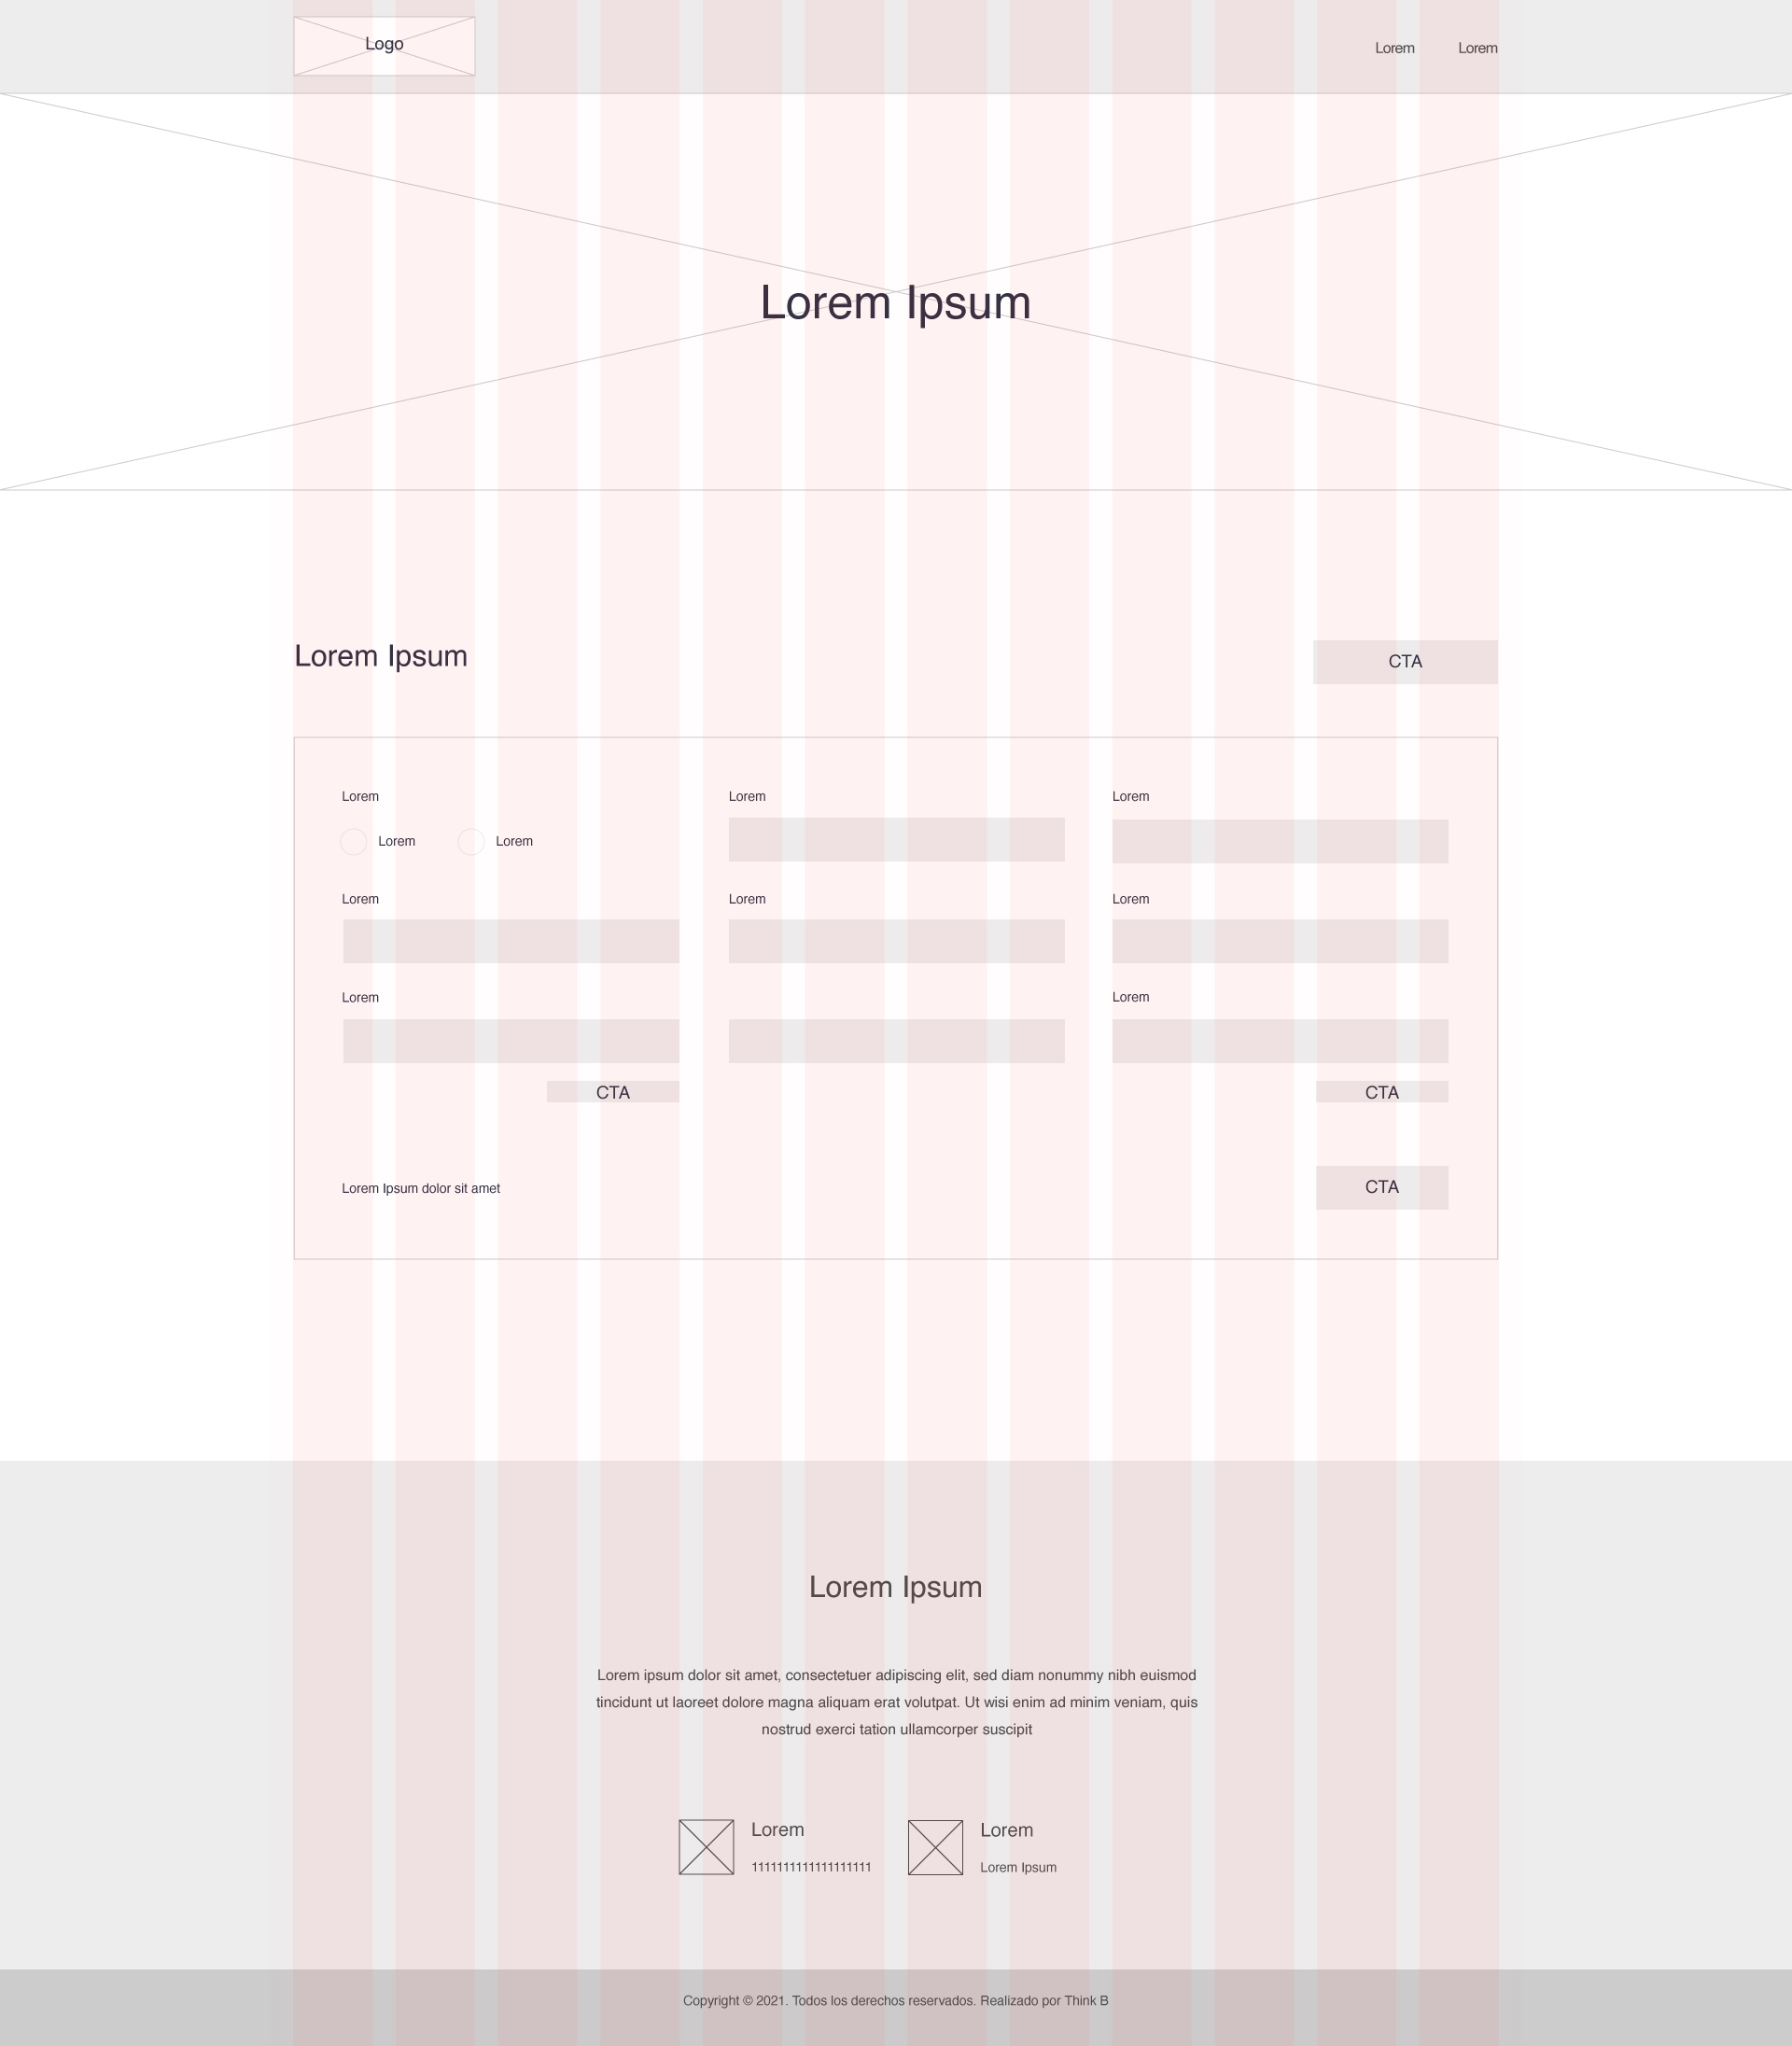 Logo
Lorem Lorem
Lorem Ipsum
Lorem Ipsum
CTA
Lorem Lorem Lorem
Lorem Lorem
Lorem Lorem Lorem
Lorem Lorem
CTA CTA
Lorem Ipsum dolor sit amet
CTA
Lorem Ipsum
Lorem ipsum dolor sit amet, consectetuer adipiscing elit, sed diam nonummy nibh euismod
tincidunt ut laoreet dolore magna aliquam erat volutpat. Ut wisi enim ad minim veniam, quis
nostrud exerci tation ullamcorper suscipit
Lorem
1111111111111111111
Lorem
Lorem Ipsum
Copyright © 2021. Todos los derechos reservados. Realizado por Think B